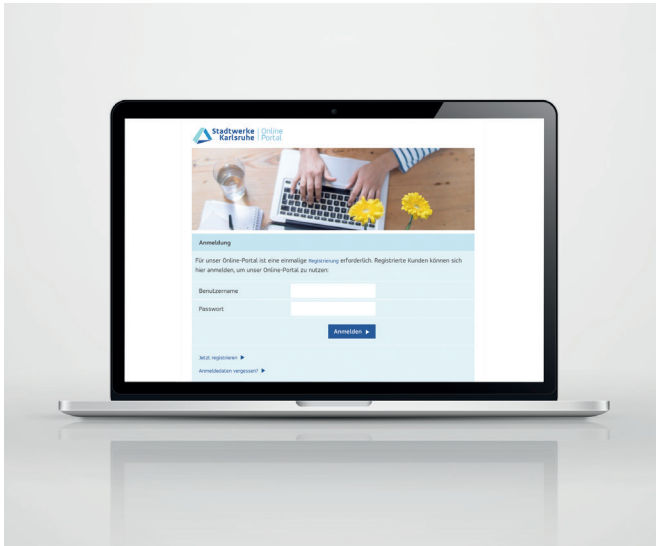 Stadtwerke Online
Karlsruhe Portal
Anmeldung
Für unser Online-Portal ist eine einmalige Registrierung erforderlich. Registrierte Kunden können sich
hier anmelden, um unser Online-Portal zu nutzen:
Benutzername
Passwort
Anmelden
Jetzt registrieren
Anmeldedaten vergessen?